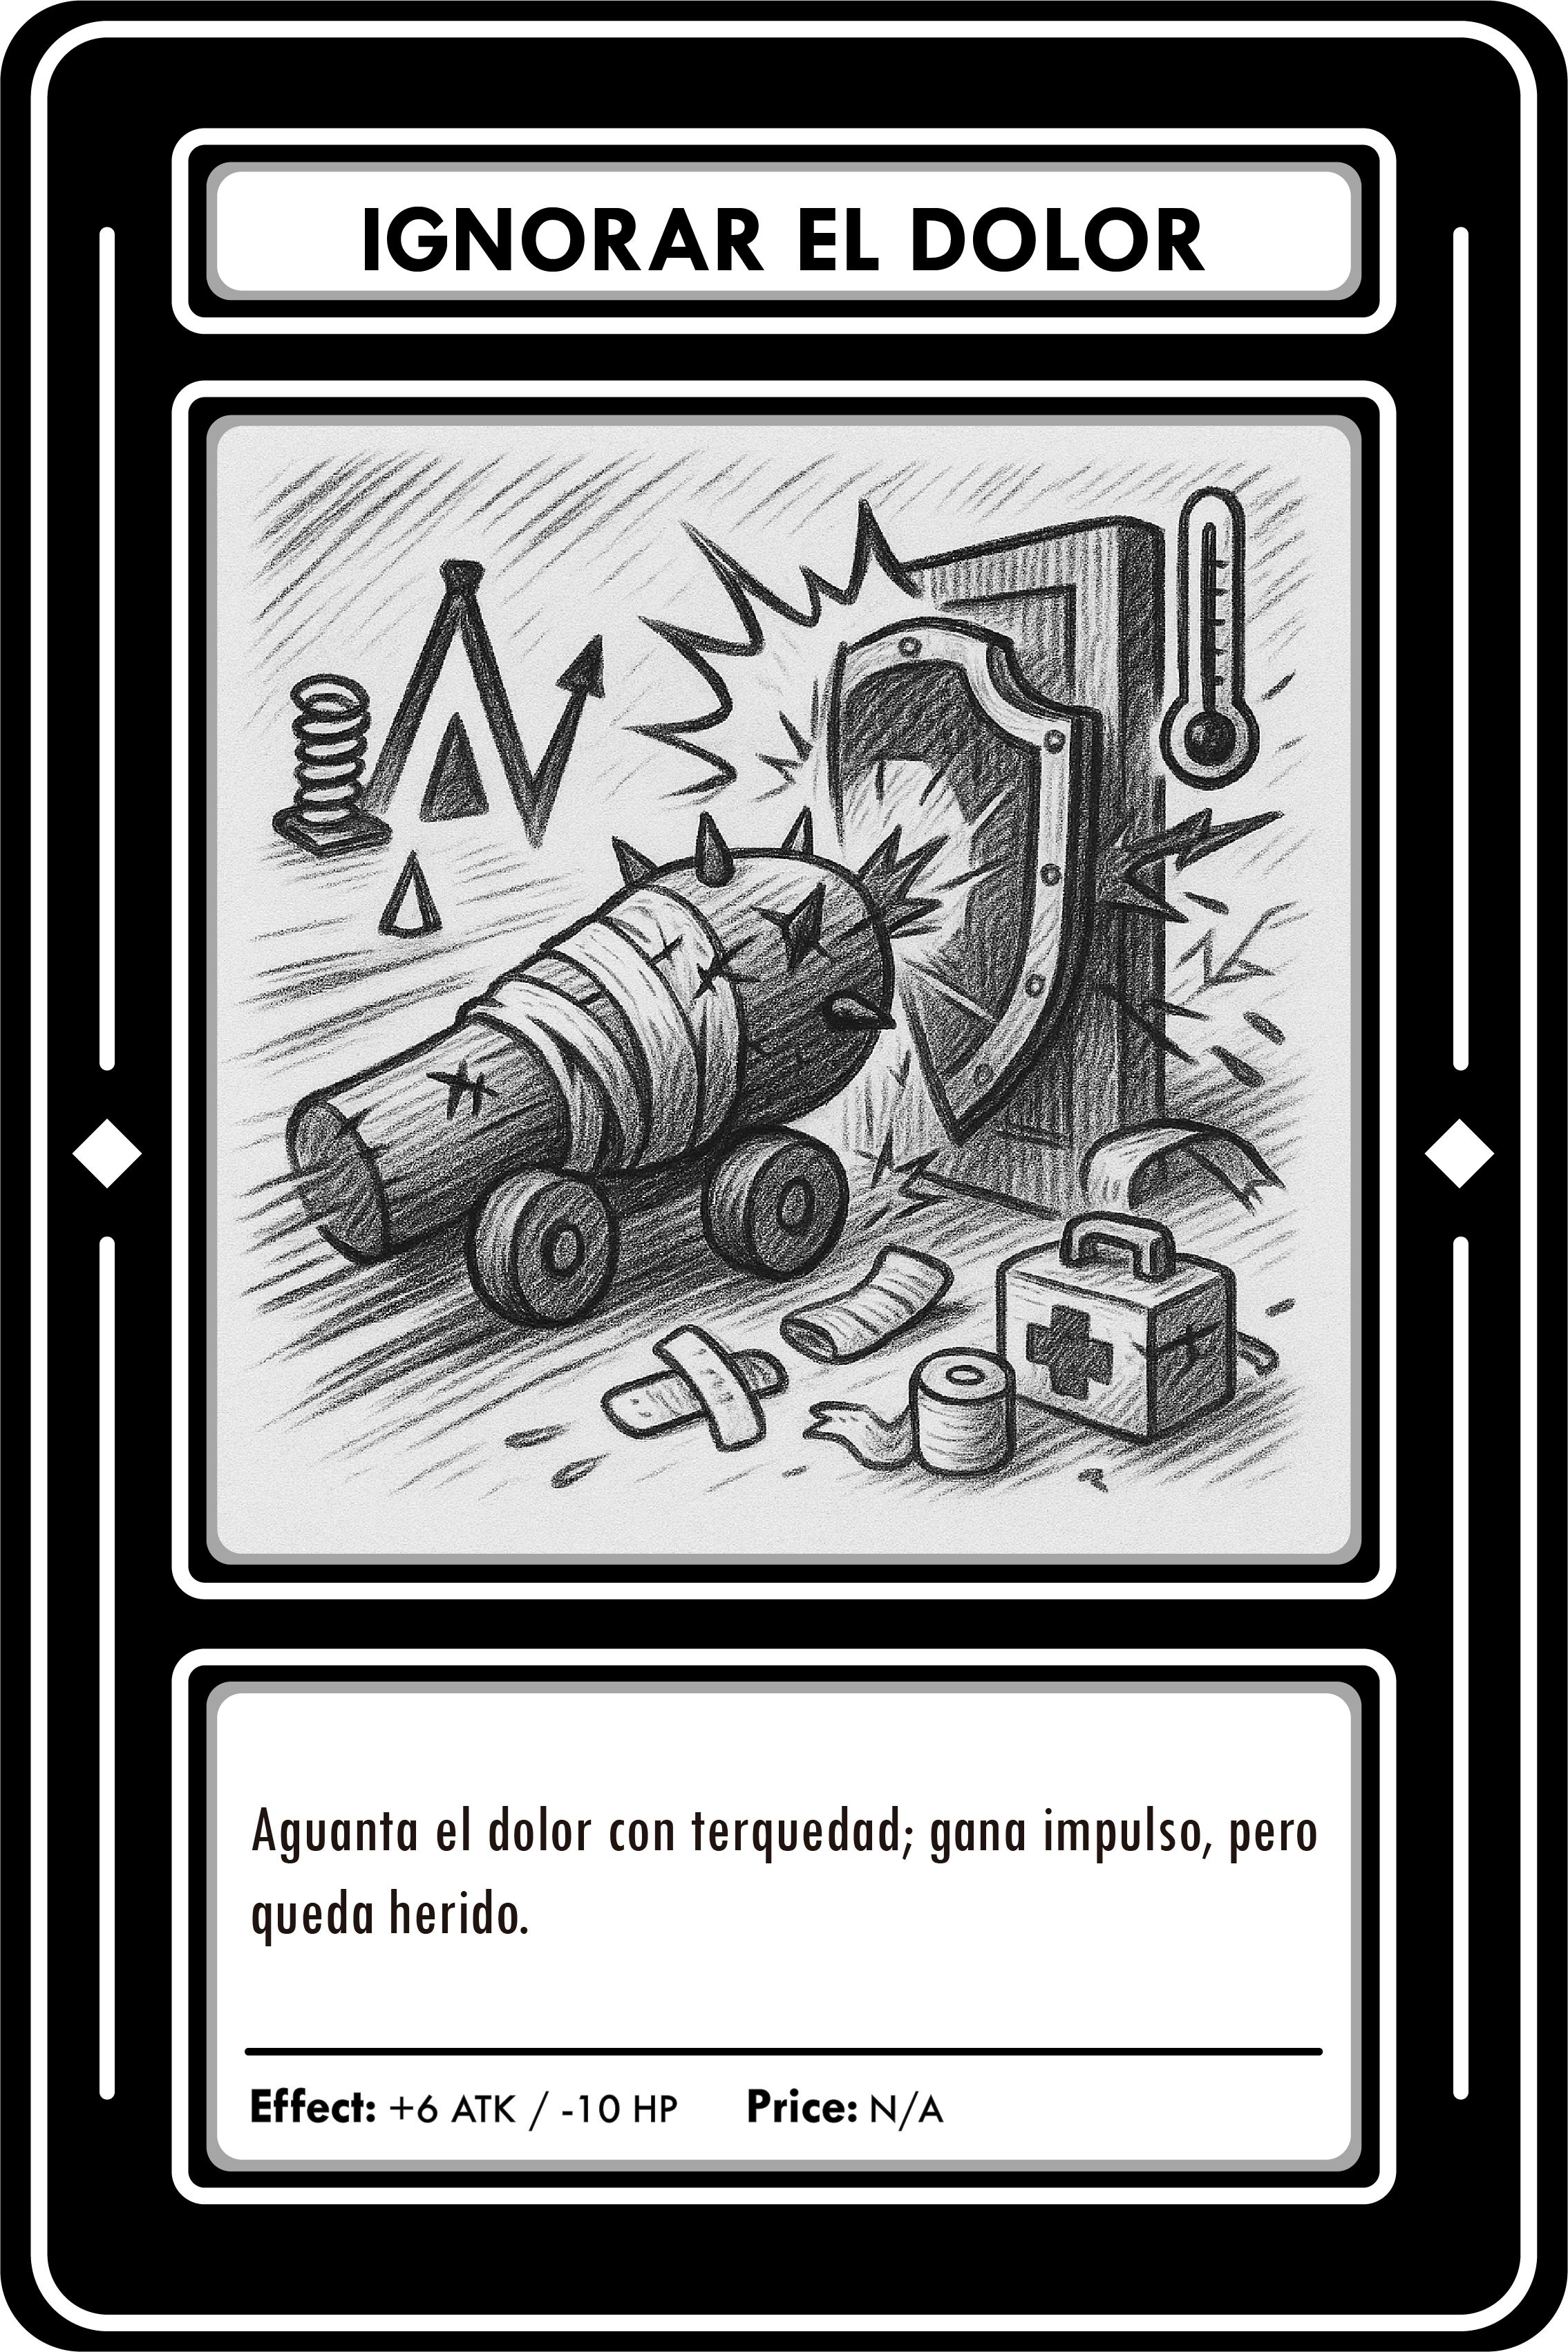 IGNORAR EL DOLOR
Aguanta el dolor con terquedad; gana impulso, pero
queda herido.
Effect: +6 ATK / -10 HP Price: N/A